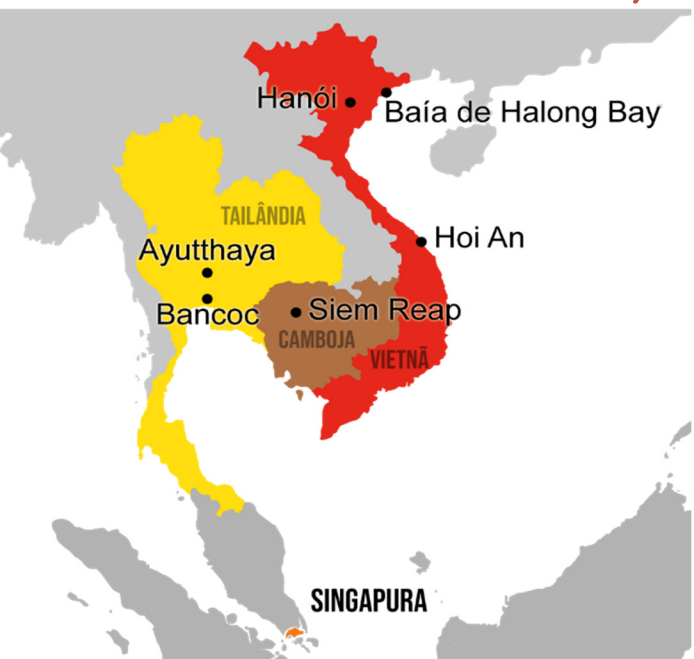 Hanói
Baía de Halong Bay
TAILÂNDIA
Hoi An
Ayutthaya
Bancoc
Siem Reap
CAMBOJA
VIETNÃ
SINGAPURA